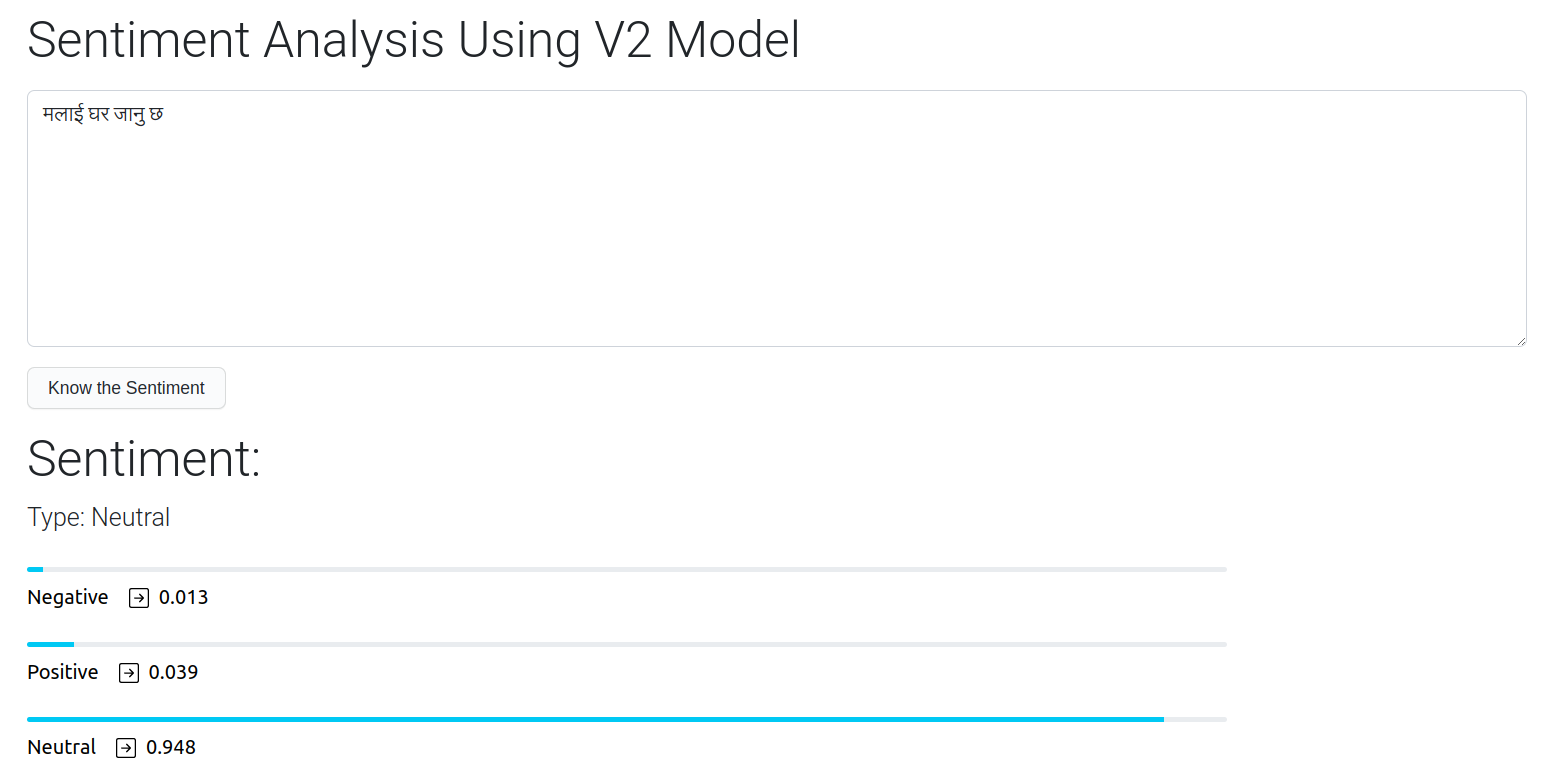 Sentiment Analysis Using V2 Model
मलाई घर जानु छ
Know the Sentiment
Sentiment:
Type: Neutral
Negative 0.013
Positive 0.039
Neutral 0.948